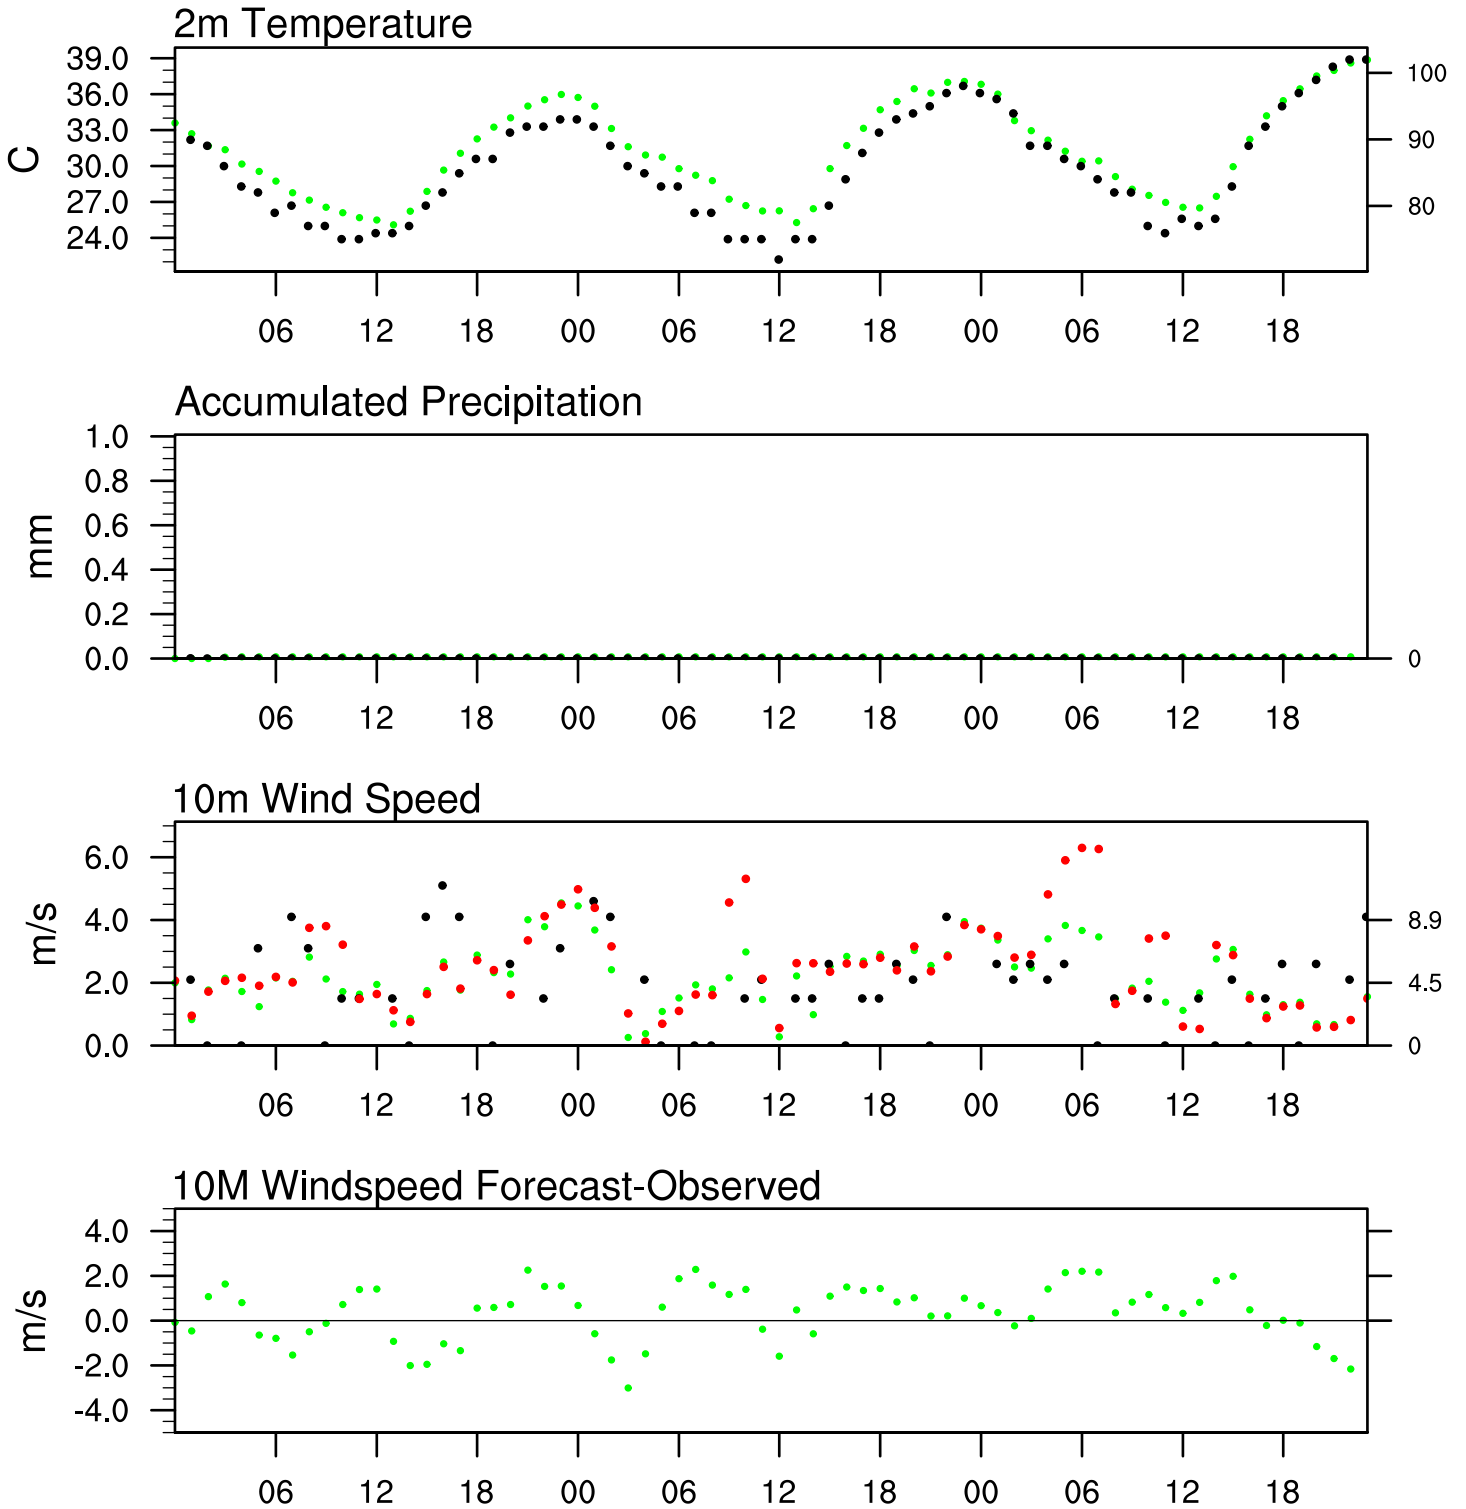 2m Temperature
39.0
36.0
33.0
30.0
27.0
24.0
C
100
90
80
06 12 18 00 06 12 18 00 06 12 18
Accumulated Precipitation
1.0
0.8
0.6
0.4
0.2
0.0
mm
0
06 12 18 00 06 12 18 00 06 12 18
10m Wind Speed
6.0
4.0
2.0
0.0
m/s
8.9
4.5
0
06 12 18 00 06 12 18 00 06 12 18
10M Windspeed Forecast-Observed
4.0
2.0
0.0
-2.0
-4.0
m/s
06 12 18 00 06 12 18 00 06 12 18